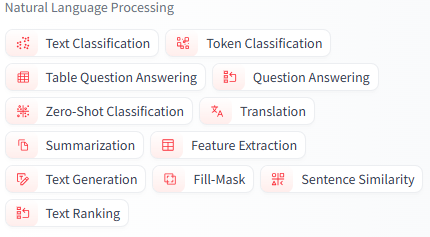 Natural Language Processing
Text Classification Token Classification
Table Question Answering Question Answering
Zero-Shot Classification Translation
Summarization Feature Extraction
Text Generation Fill-Mask Sentence Similarity
Text Ranking